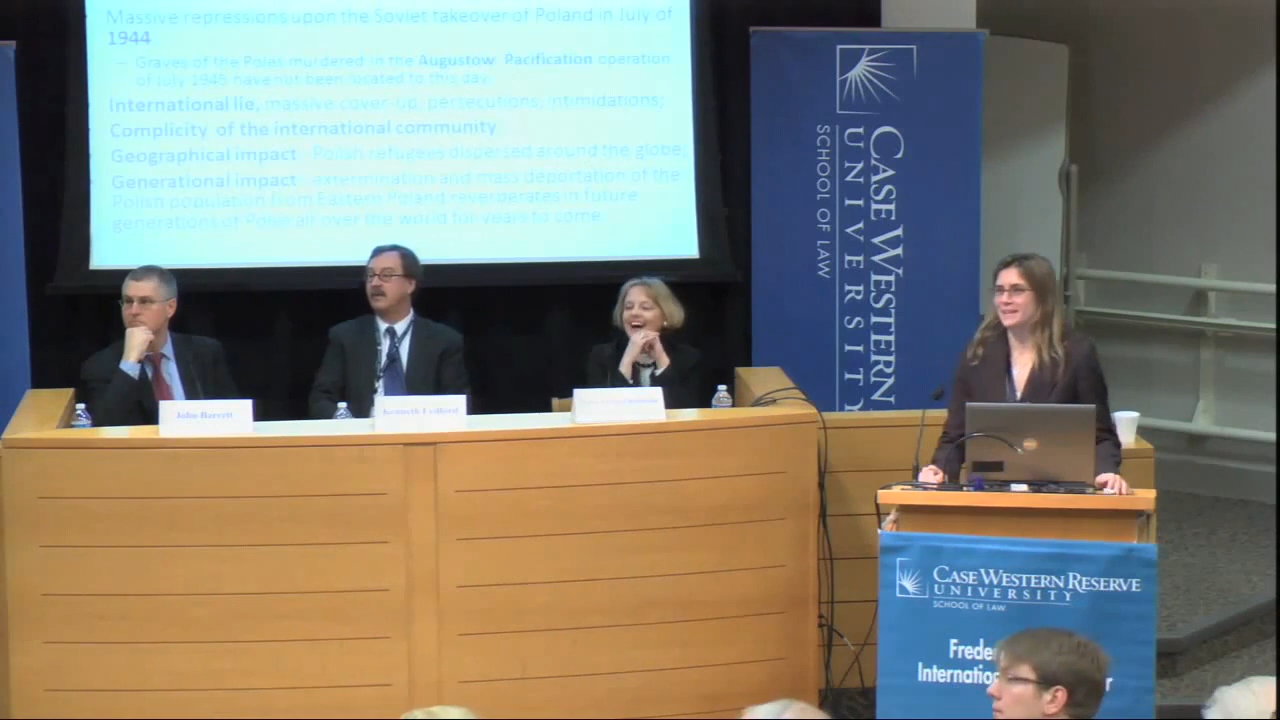 Massive repressions upon the Soviet takeover of Poland in July of
1944
– Graves of the Poles murdered in the Augustow Pacification operation
of July 1945 have not been located to this day.
International lie, massive cover-up, persecutions, intimidations;
Complicity of the international community
Geographical impact - Polish refugees dispersed around the globe;
Generational impact - extermination and mass deportation of the
Polish population from Eastern Poland reverberates in future
generations of Poles all over the world for years to come
CASE WESTERN
UNIVERSITY
SCHOOL OF LAW
John Barrett
Kenneth Ledford
CASE WESTERN RESERVE
UNIVERSITY
SCHOOL OF LAW
Frede
Internatio